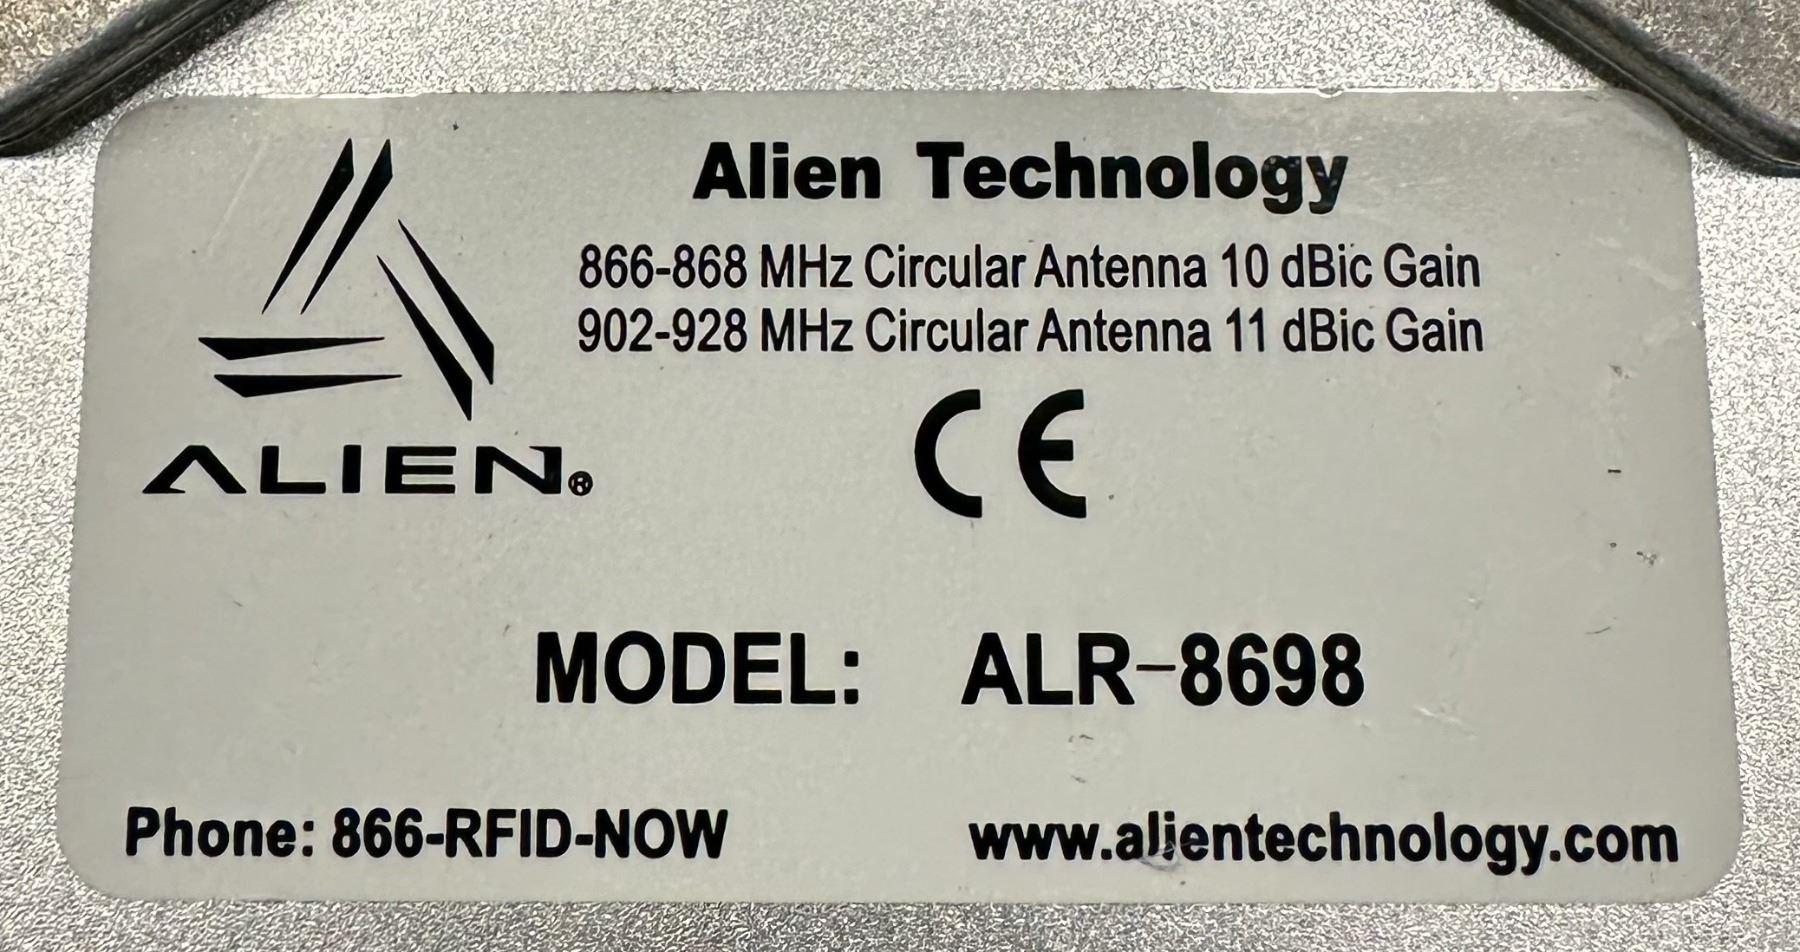 Alien Technology
866-868 MHz Circular Antenna 10 dBic Gain
902-928 MHz Circular Antenna 11 dBic Gain
ALIEN®
CE
MODEL: ALR-8698
Phone: 866-RFID-NOW
www.alientechnology.com